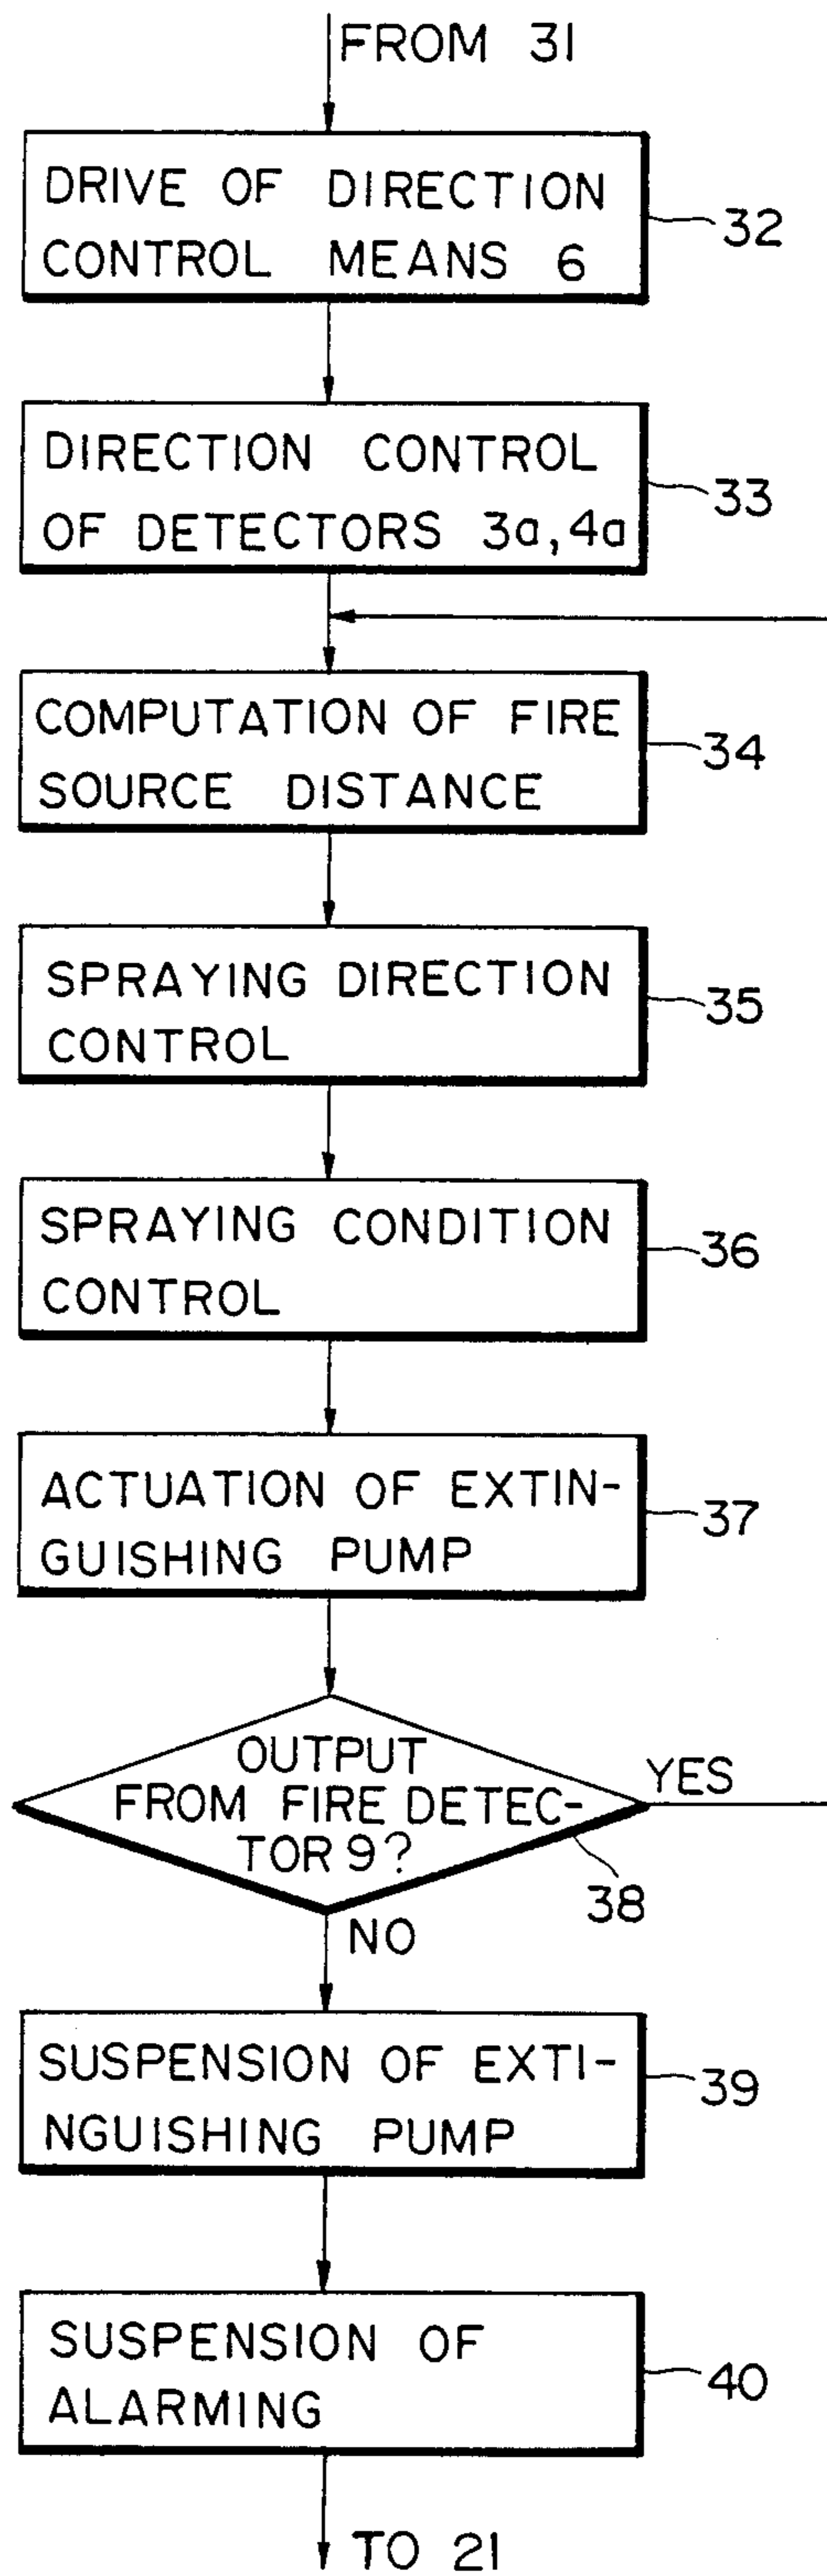 FROM 31
DRIVE OF DIRECTION
CONTROL MEANS 6
32
DIRECTION CONTROL
OF DETECTORS 3a, 4a
33
COMPUTATION OF FIRE
SOURCE DISTANCE
34
SPRAYING DIRECTION
CONTROL
35
SPRAYING CONDITION
CONTROL
36
ACTUATION OF EXTIN-
GUISHING PUMP
37
OUTPUT
FROM FIRE DETEC-
TOR 9?
YES
38
NO
SUSPENSION OF EXTI-
NGUISHING PUMP
39
SUSPENSION OF
ALARMING
40
TO 21